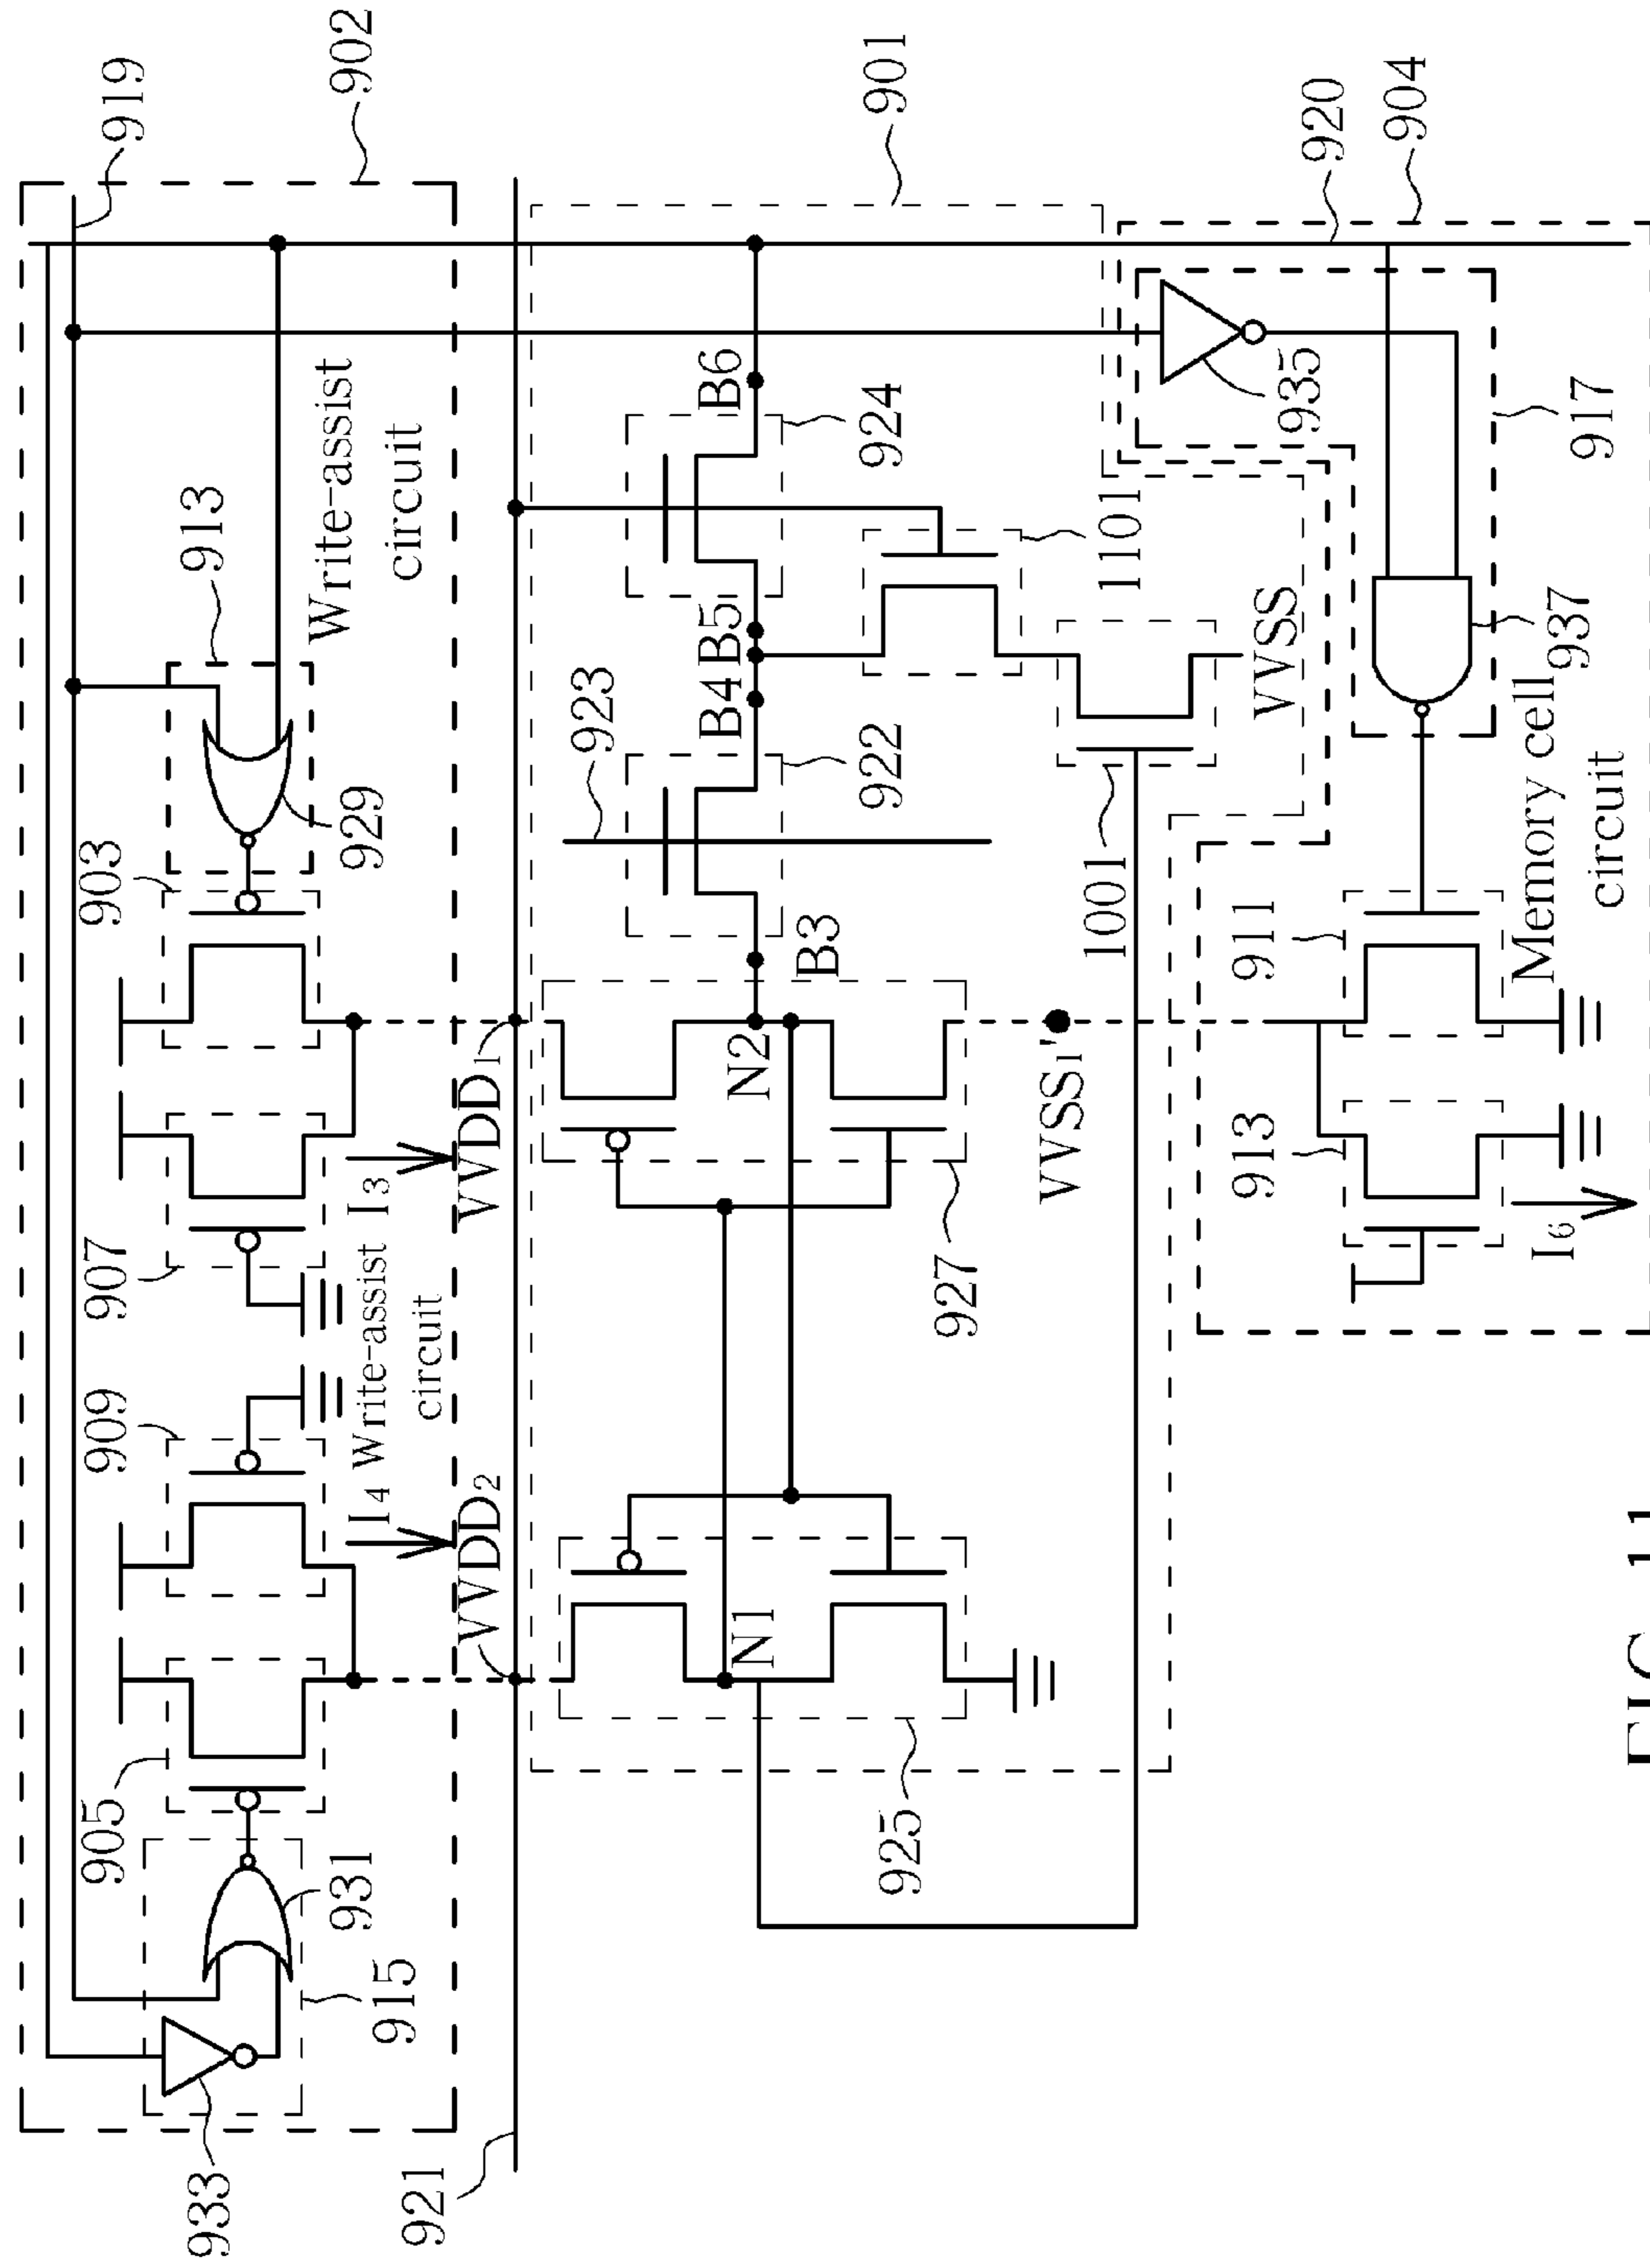 919
902
901
920
904
913
Write-assist
circuit
903
929
907
I3
909
I4 Write-assist
circuit
905
931
915
933
921
VVDD1
VVDD2
B6
924
B5
B4
923
922
1101
VVSS
1001
B3
N2
N1
927
925
VVSS1'
935
917
937
Memory cell
circuit
911
913
I6
FIG. 11